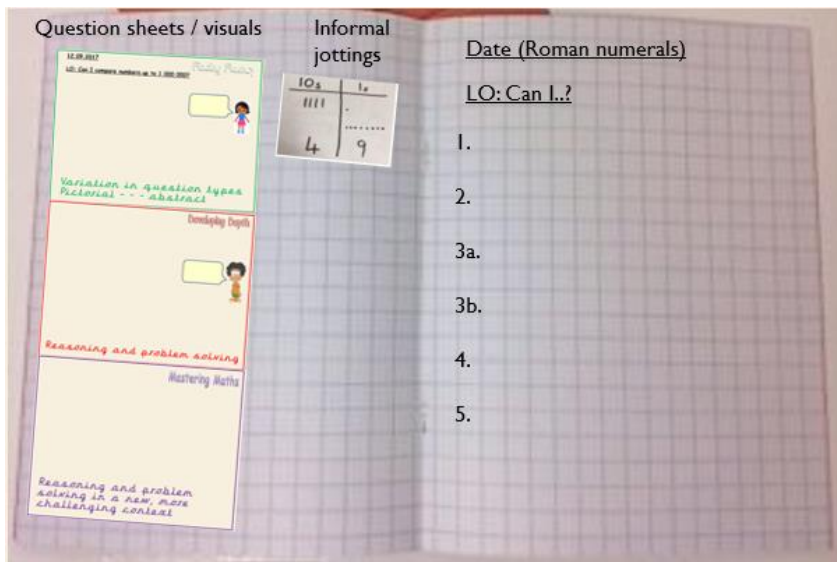 Question sheets / visuals
Informal
jottings
12.09.2017
LO: Can I compare numbers up to 1 000 000?
Variation in question types
Pictorial - - - abstract
Developing Depth
Reasoning and problem solving
Mastering Maths
Reasoning and problem
solving in a new, more
challenging context
10s 1s
4 9
Date (Roman numerals)
LO: Can I..?
1.
2.
3a.
3b.
4.
5.